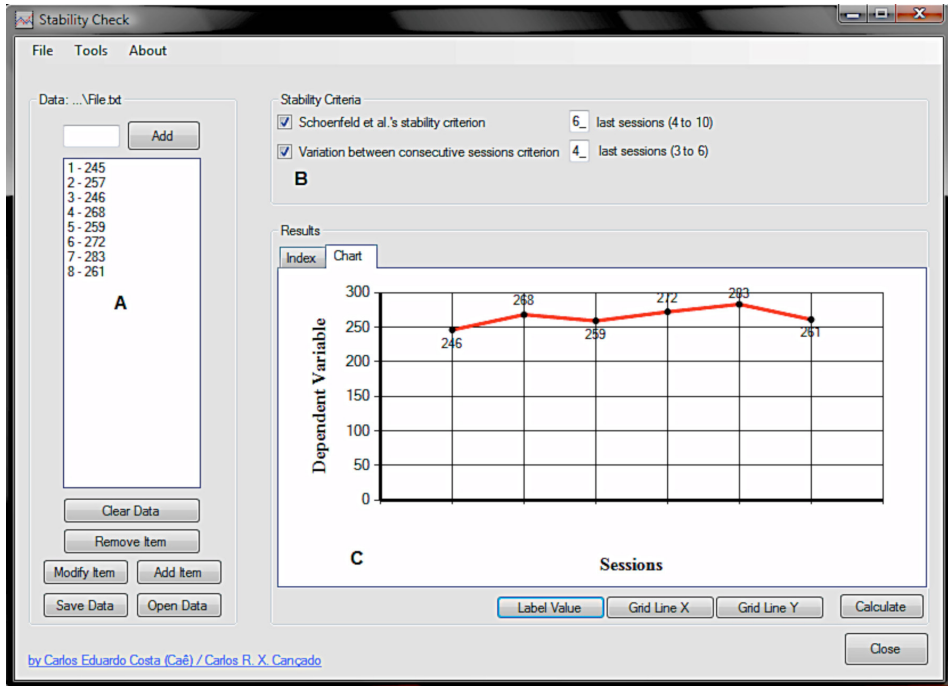 Stability Check
File Tools About
Data: ...\File.txt
Add
1 - 245
2 - 257
3 - 246
4 - 268
5 - 259
6 - 272
7 - 283
8 - 261
A
Clear Data
Remove Item
Modify Item Add Item
Save Data Open Data
by Carlos Eduardo Costa (Caê) / Carlos R. X. Cançado
Stability Criteria
Schoenfeld et al.'s stability criterion 6_ last sessions (4 to 10)
Variation between consecutive sessions criterion 4_ last sessions (3 to 6)
B
Results
Index Chart
Dependent Variable
300
250
200
150
100
50
0
246 268 259 272 283 261
C
Sessions
Label Value Grid Line X Grid Line Y Calculate
Close